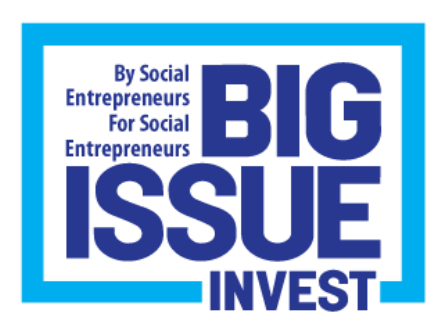 By Social
Entrepreneurs
For Social
Entrepreneurs
BIG
ISSUE
INVEST